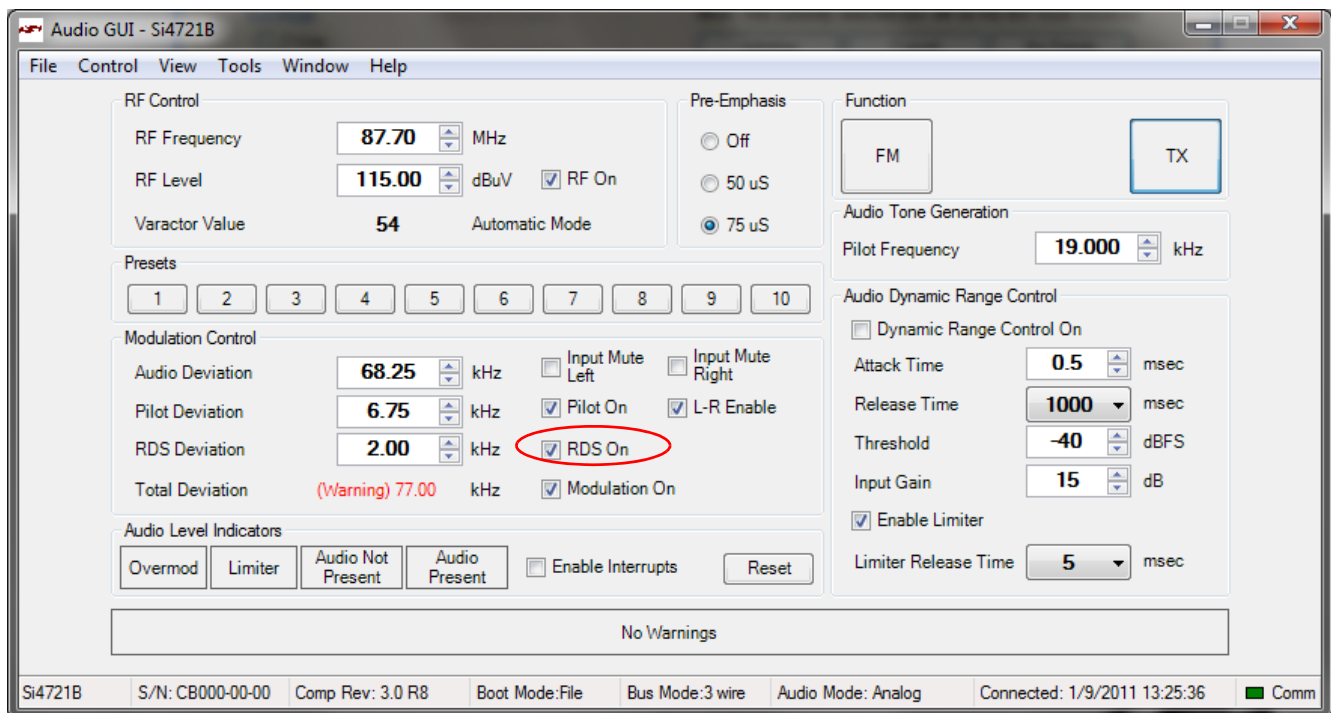 Audio GUI - Si4721B
File Control View Tools Window Help
RF Control
RF Frequency 87.70 MHz
RF Level 115.00 dBuV RF On
Varactor Value 54 Automatic Mode
Pre-Emphasis
Off
50 uS
75 uS
Function
FM TX
Audio Tone Generation
Pilot Frequency 19.000 kHz
Presets
1 2 3 4 5 6 7 8 9 10
Modulation Control
Audio Deviation 68.25 kHz Input Mute Left Input Mute Right
Pilot Deviation 6.75 kHz Pilot On L-R Enable
RDS Deviation 2.00 kHz RDS On
Total Deviation (Warning) 77.00 kHz Modulation On
Audio Dynamic Range Control
Dynamic Range Control On
Attack Time 0.5 msec
Release Time 1000 msec
Threshold -40 dBFS
Input Gain 15 dB
Enable Limiter
Limiter Release Time 5 msec
Audio Level Indicators
Overmod Limiter Audio Not Present Audio Present Enable Interrupts Reset
No Warnings
Si4721B S/N: CB000-00-00 Comp Rev: 3.0 R8 Boot Mode:File Bus Mode:3 wire Audio Mode: Analog Connected: 1/9/2011 13:25:36 Comm